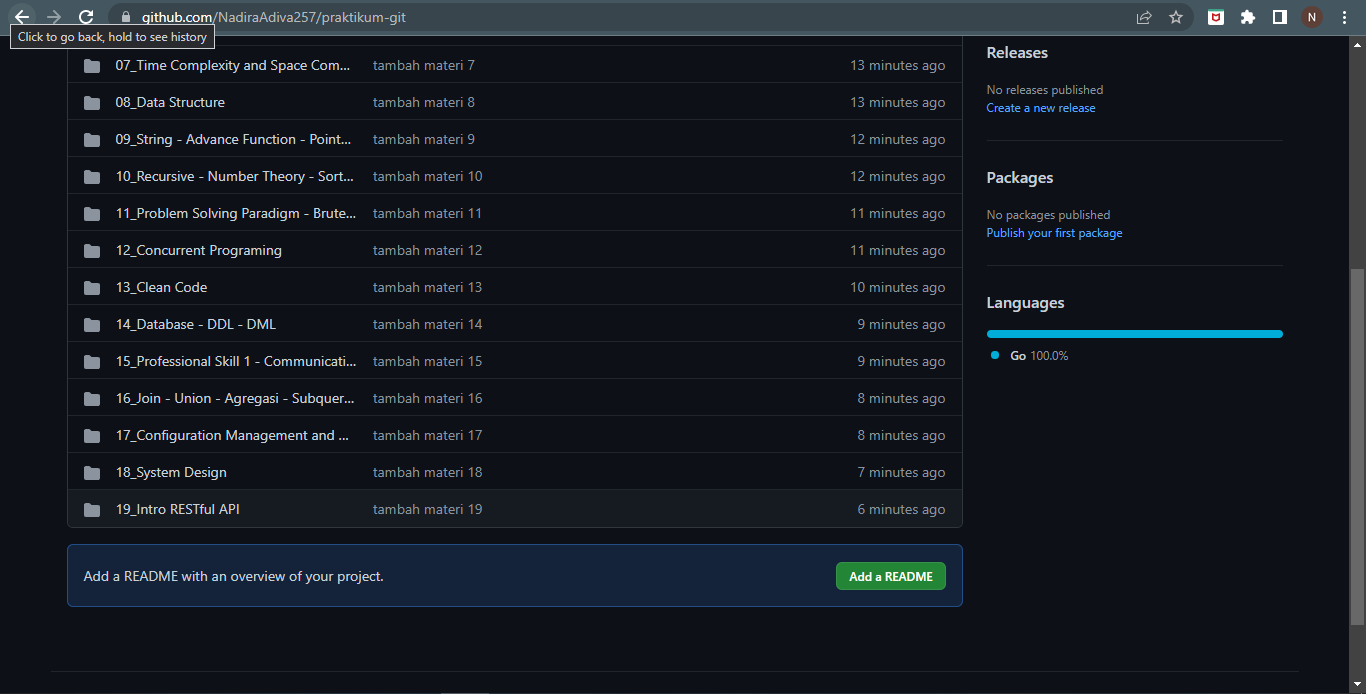 github.com/NadiraAdiva257/praktikum-git
N
Click to go back, hold to see history
07_Time Complexity and Space Com... tambah materi 7 13 minutes ago
08_Data Structure tambah materi 8 13 minutes ago
09_String - Advance Function - Point... tambah materi 9 12 minutes ago
10_Recursive - Number Theory - Sort... tambah materi 10 12 minutes ago
11_Problem Solving Paradigm - Brute... tambah materi 11 11 minutes ago
12_Concurrent Programing tambah materi 12 11 minutes ago
13_Clean Code tambah materi 13 10 minutes ago
14_Database - DDL - DML tambah materi 14 9 minutes ago
15_Professional Skill 1 - Communicati... tambah materi 15 9 minutes ago
16_Join - Union - Agregasi - Subquer... tambah materi 16 8 minutes ago
17_Configuration Management and ... tambah materi 17 8 minutes ago
18_System Design tambah materi 18 7 minutes ago
19_Intro RESTful API tambah materi 19 6 minutes ago
Add a README with an overview of your project. Add a README
Releases
No releases published
Create a new release
Packages
No packages published
Publish your first package
Languages
Go 100.0%